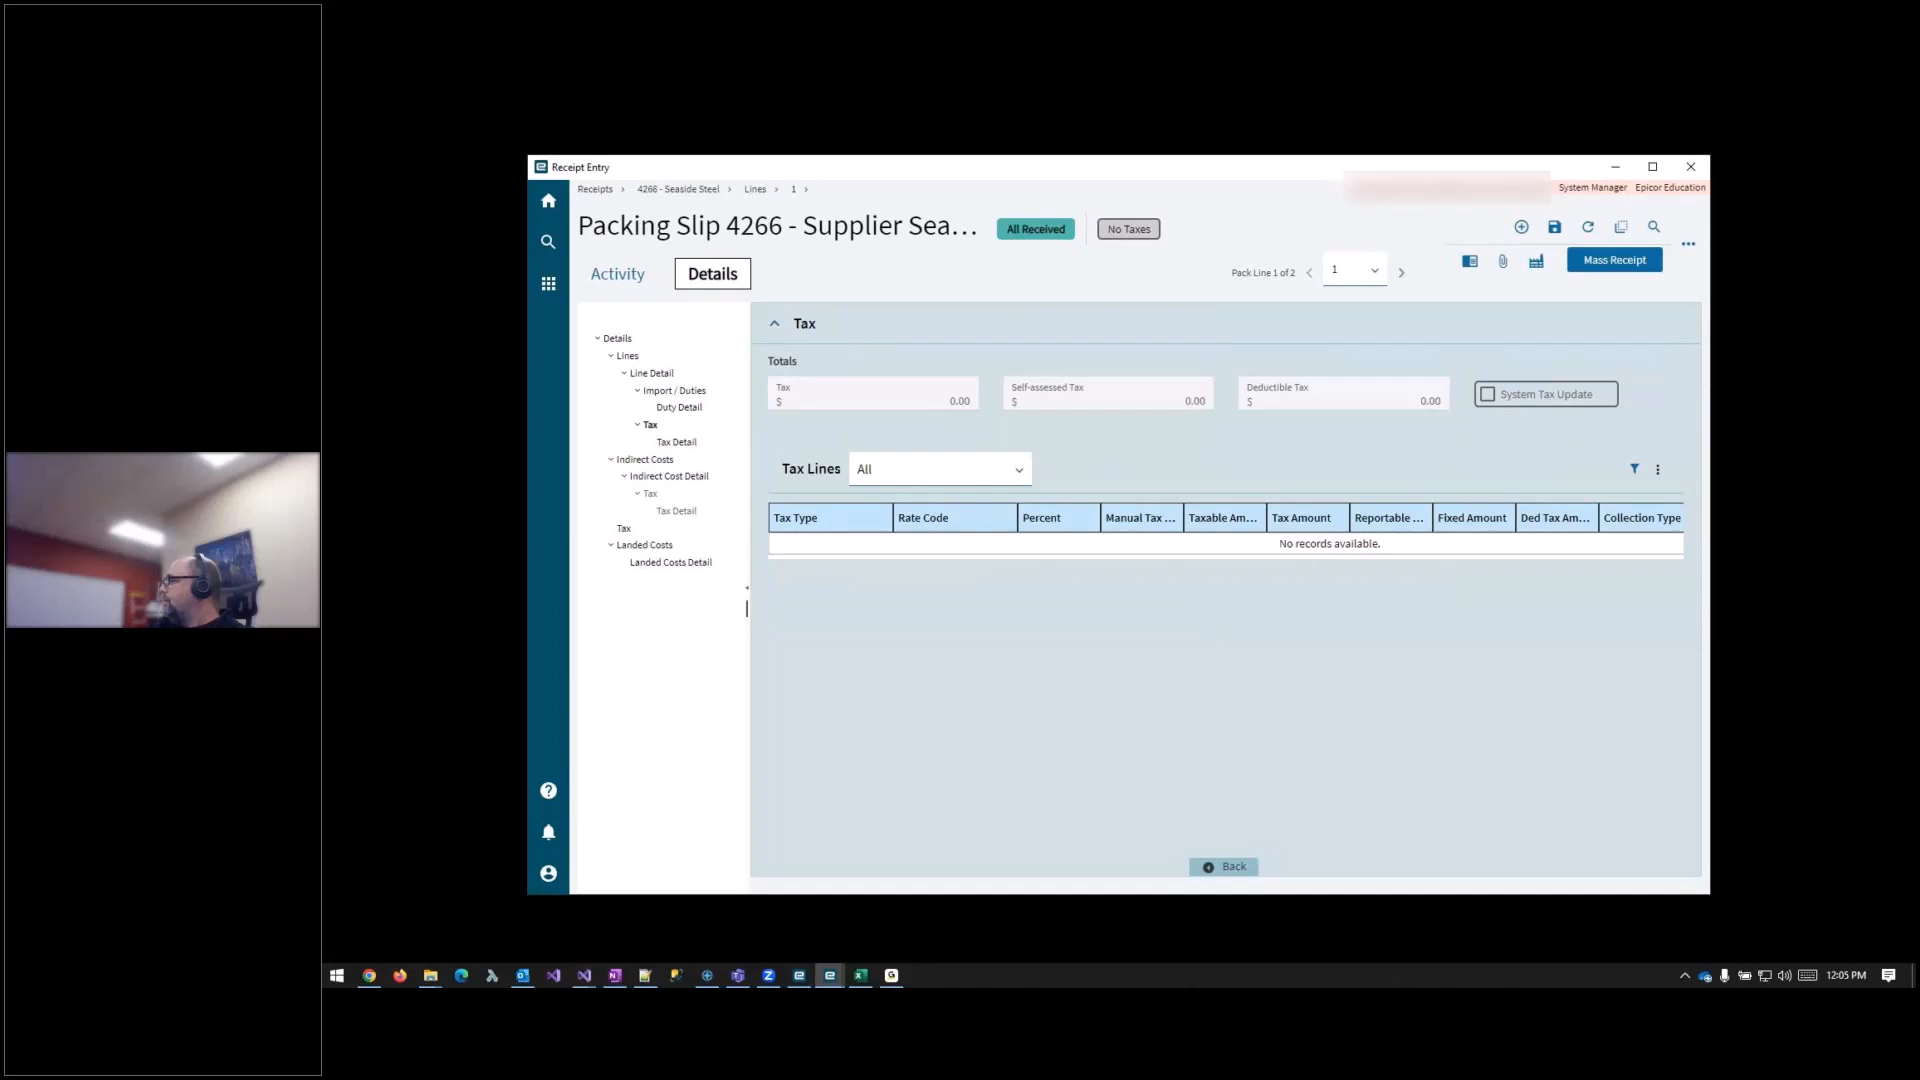 Receipt Entry
Receipts > 4266 - Seaside Steel > Lines > 1 >
System Manager Epicor Education
Packing Slip 4266 - Supplier Sea...
All Received
No Taxes
Activity
Details
Pack Line 1 of 2
1
Mass Receipt
Details
Lines
Line Detail
Import / Duties
Duty Detail
Tax
Tax Detail
Indirect Costs
Indirect Cost Detail
Tax
Tax Detail
Tax
Landed Costs
Landed Costs Detail
Tax
Totals
Tax
$ 0.00
Self-assessed Tax
$ 0.00
Deductible Tax
$ 0.00
System Tax Update
Tax Lines
All
Tax Type Rate Code Percent Manual Tax ... Taxable Am... Tax Amount Reportable ... Fixed Amount Ded Tax Am... Collection Type
No records available.
Back
12:05 PM